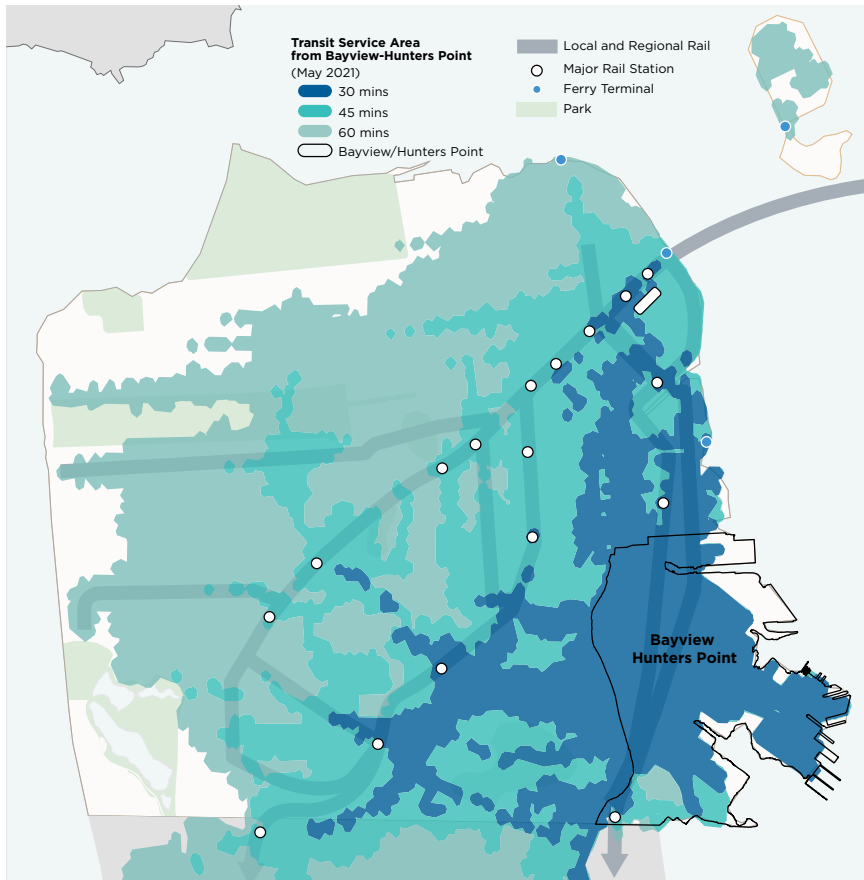 Transit Service Area
from Bayview-Hunters Point
(May 2021)
30 mins
45 mins
60 mins
Bayview/Hunters Point
Local and Regional Rail
Major Rail Station
Ferry Terminal
Park
Bayview
Hunters Point